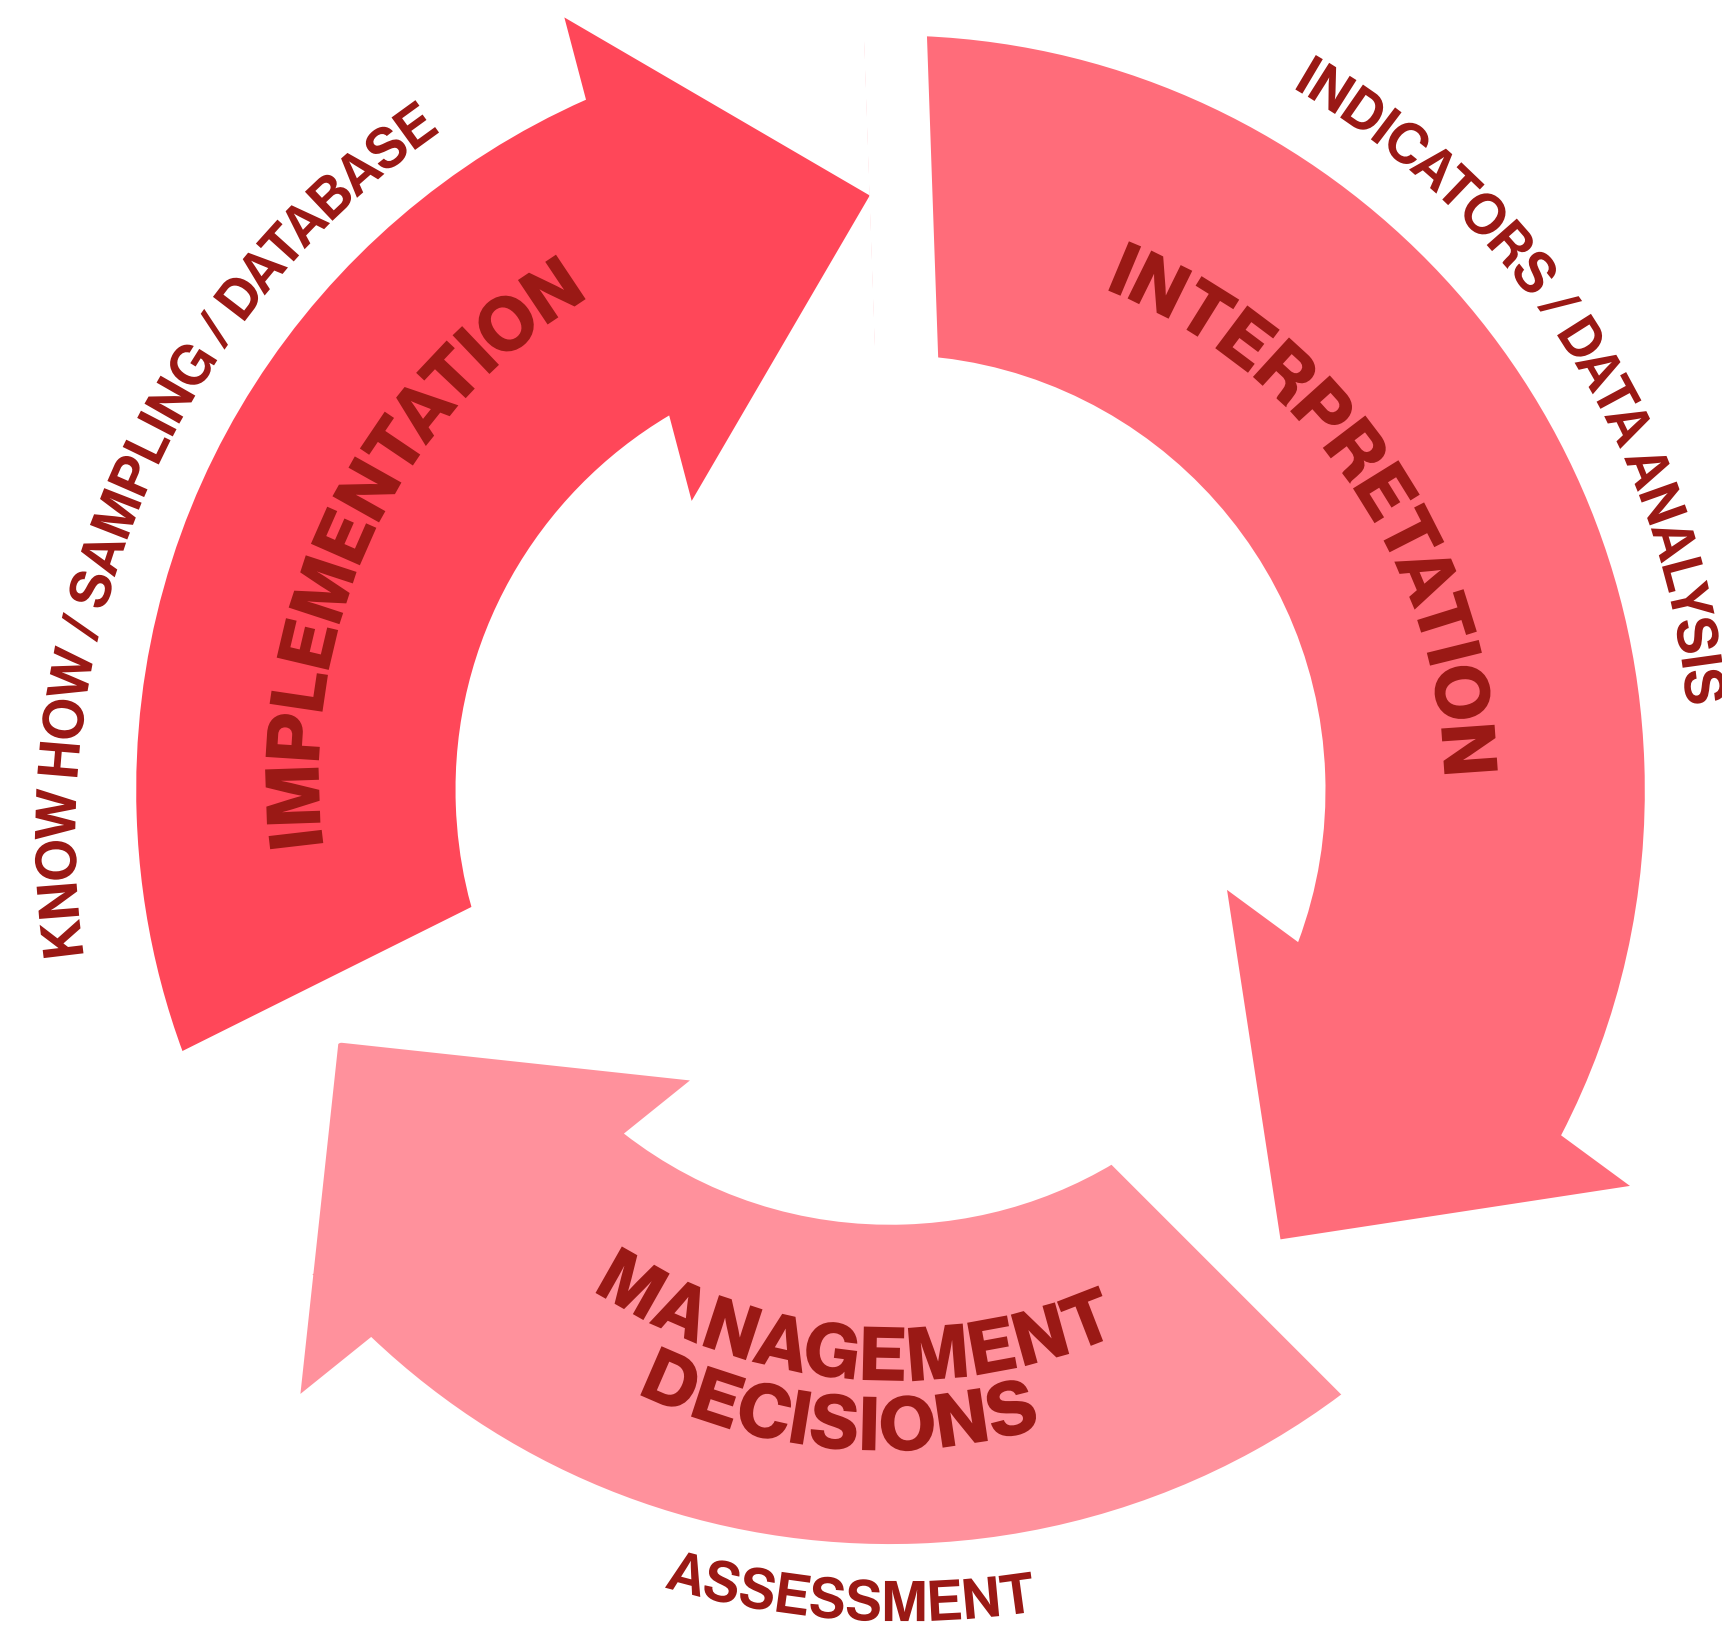 KNOW HOW / SAMPLING / DATABASE
IMPLEMENTATION
INDICATORS / DATA ANALYSIS
INTERPRETATION
MANAGEMENT
DECISIONS
ASSESSMENT